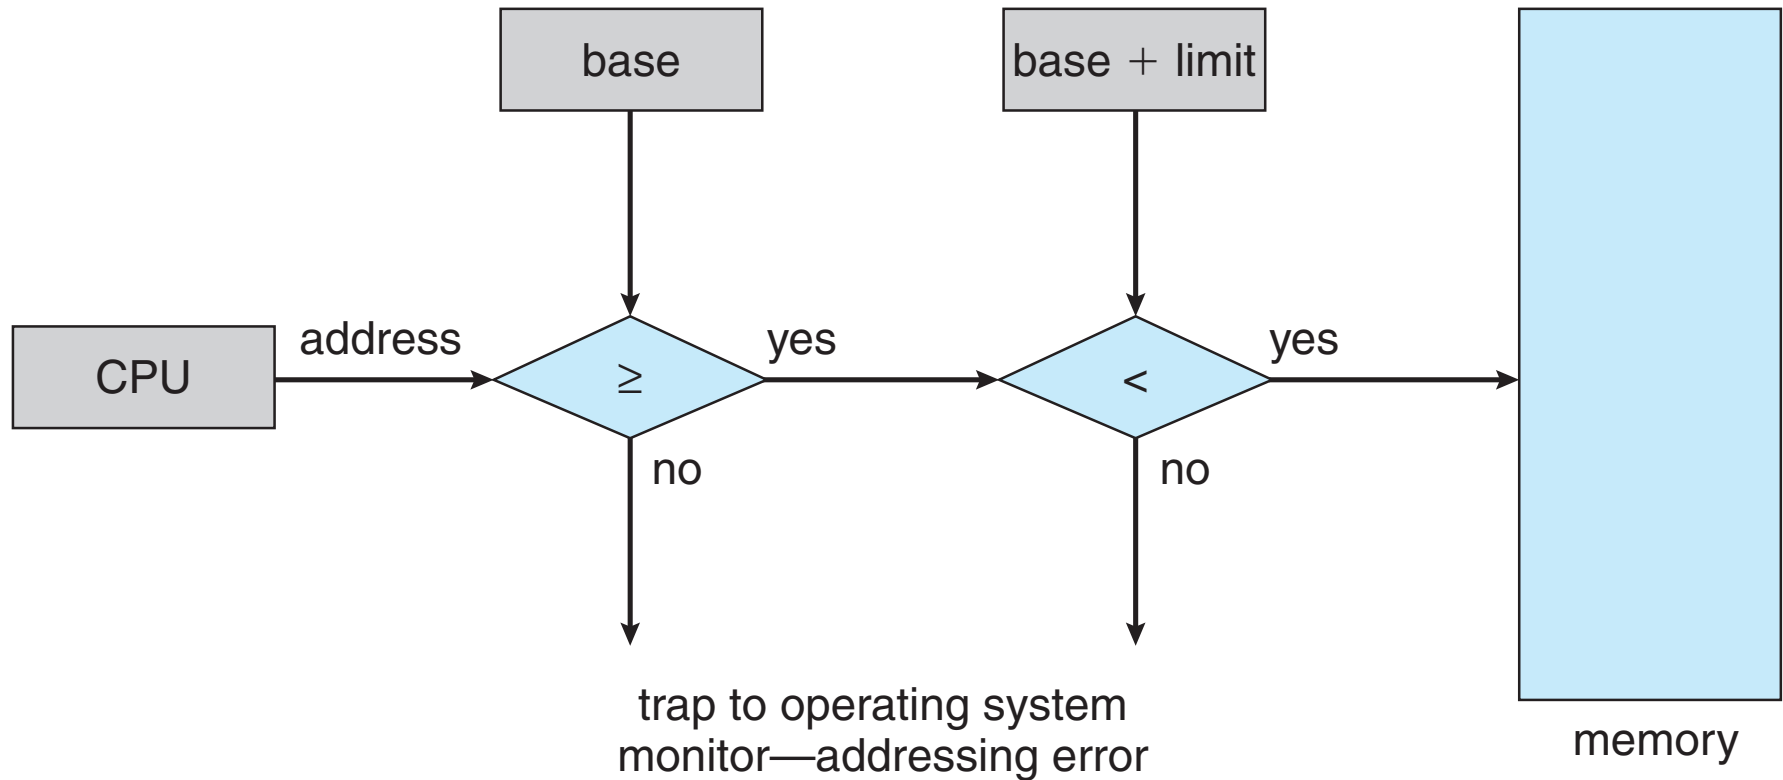 base
base + limit
CPU
address
≥
yes
<
yes
no
no
trap to operating system
monitor—addressing error
memory